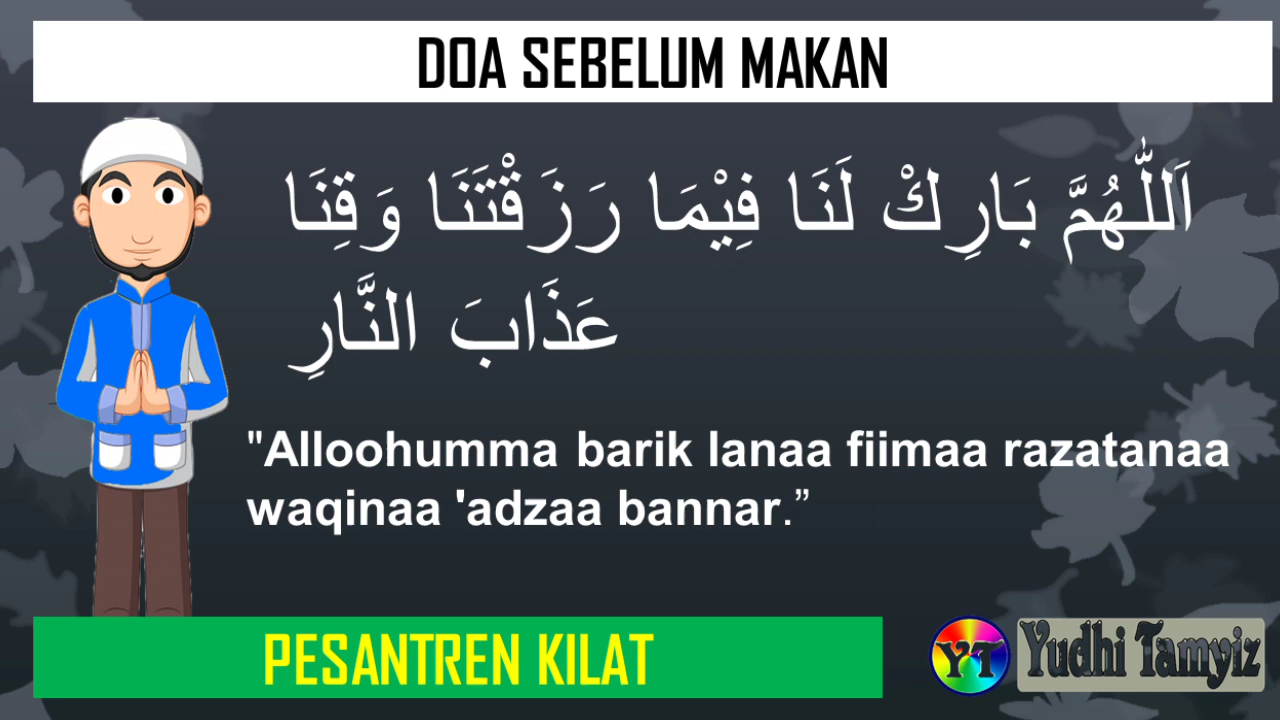 DOA SEBELUM MAKAN
اَللّٰهُمَّ بَارِكْ لَنَا فِيْمَا رَزَقْتَنَا وَقِنَا
عَذَابَ النَّارِ
"Alloohumma barik lanaa fiimaa razatanaa
waqinaa 'adzaa bannar.”
PESANTREN KILAT
YT Yudhi Tamyiz